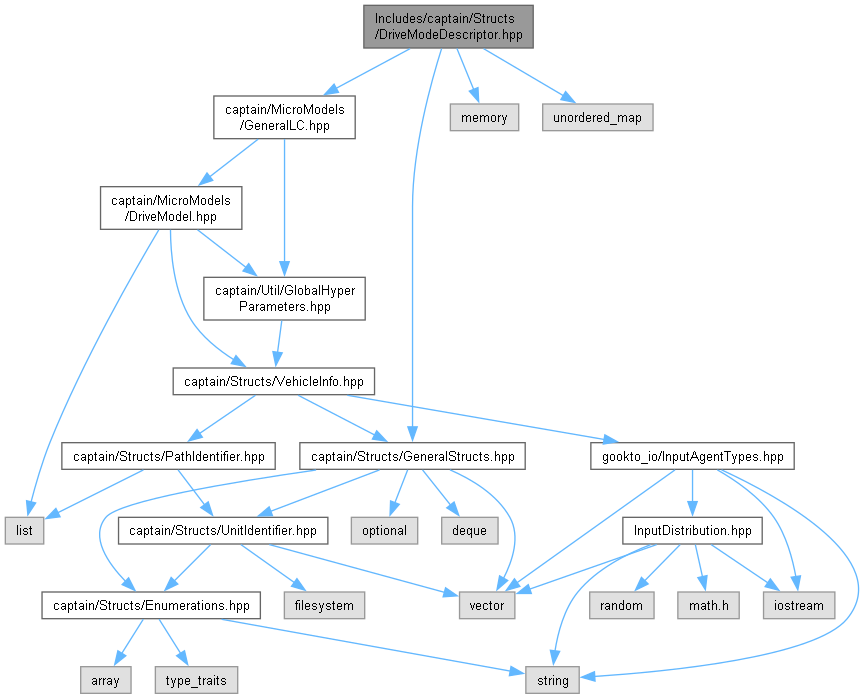 Includes/captain/Structs
/DriveModeDescriptor.hpp
captain/MicroModels
/GeneralLC.hpp
memory
unordered_map
captain/MicroModels
/DriveModel.hpp
captain/Util/GlobalHyper
Parameters.hpp
captain/Structs/VehicleInfo.hpp
captain/Structs/PathIdentifier.hpp
captain/Structs/GeneralStructs.hpp
gookto_io/InputAgentTypes.hpp
list
captain/Structs/UnitIdentifier.hpp
optional
deque
InputDistribution.hpp
captain/Structs/Enumerations.hpp
filesystem
vector
random
math.h
iostream
array
type_traits
string